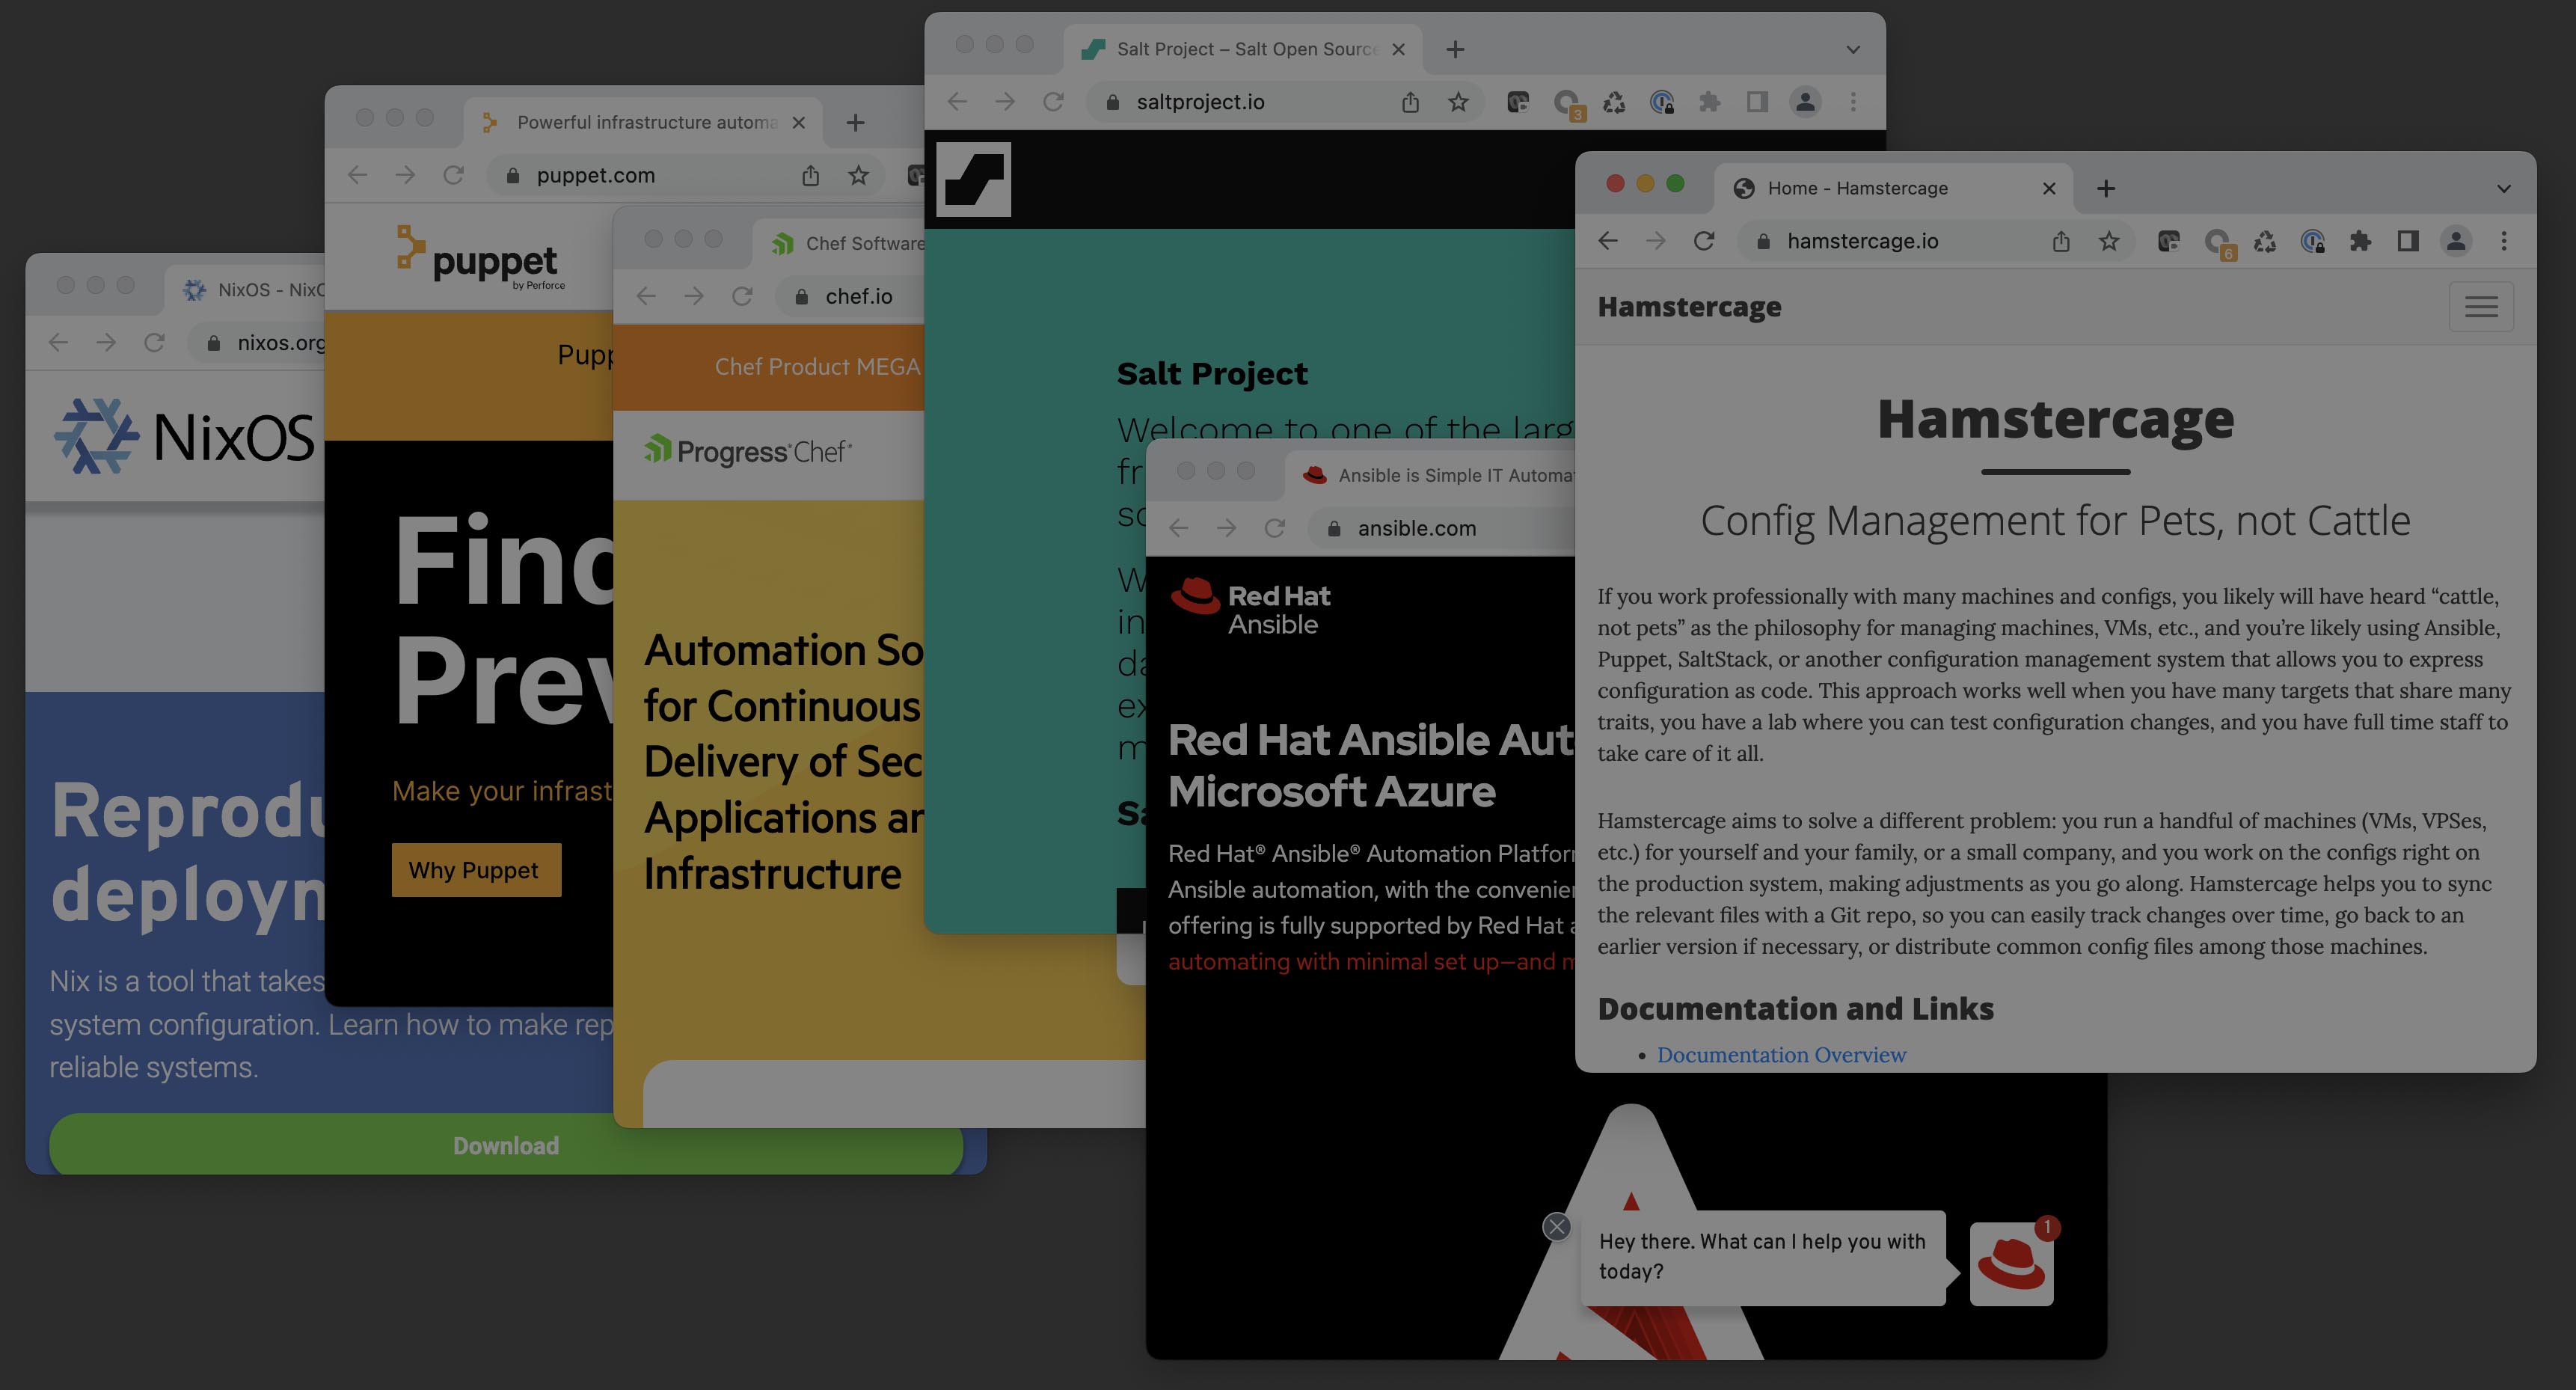 NixOS - Nix
nixos.org
NixOS
Reprodu
deployn
Nix is a tool that takes
system configuration. Learn how to make rep
reliable systems.
Download
Powerful infrastructure automa
puppet.com
puppet
by Perforce
Pupp
Find
Prev
Make your infrast
Why Puppet
Chef Software
chef.io
Chef Product MEGA
Progress Chef
Automation So
for Continuous
Delivery of Sec
Applications an
Infrastructure
Salt Project – Salt Open Source
saltproject.io
3
Salt Project
Welcome to one of the larg
fr
so
W
in
da
ex
m
Sa
Ansible is Simple IT Automat
ansible.com
Red Hat
Ansible
Red Hat Ansible Aut
Microsoft Azure
Red Hat® Ansible® Automation Platform
Ansible automation, with the convenien
offering is fully supported by Red Hat a
automating with minimal set up—and m
Hey there. What can I help you with
today?
1
Home - Hamstercage
hamstercage.io
6
Hamstercage
Hamstercage
Config Management for Pets, not Cattle
If you work professionally with many machines and configs, you likely will have heard “cattle,
not pets” as the philosophy for managing machines, VMs, etc., and you’re likely using Ansible,
Puppet, SaltStack, or another configuration management system that allows you to express
configuration as code. This approach works well when you have many targets that share many
traits, you have a lab where you can test configuration changes, and you have full time staff to
take care of it all.
Hamstercage aims to solve a different problem: you run a handful of machines (VMs, VPSes,
etc.) for yourself and your family, or a small company, and you work on the configs right on
the production system, making adjustments as you go along. Hamstercage helps you to sync
the relevant files with a Git repo, so you can easily track changes over time, go back to an
earlier version if necessary, or distribute common config files among those machines.
Documentation and Links
• Documentation Overview